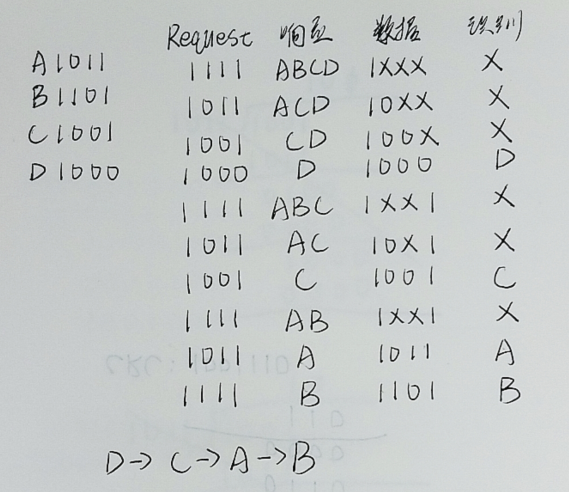 Request 响应 数据 识别
A1011 1111 ABCD 1XXX X
B1101 1011 ACD 10XX X
C1001 1001 CD 100X X
D1000 1000 D 1000 D
1111 ABC 1XX1 X
1011 AC 10X1 X
1001 C 1001 C
1111 AB 1XX1 X
1011 A 1011 A
1111 B 1101 B
D→C→A→B